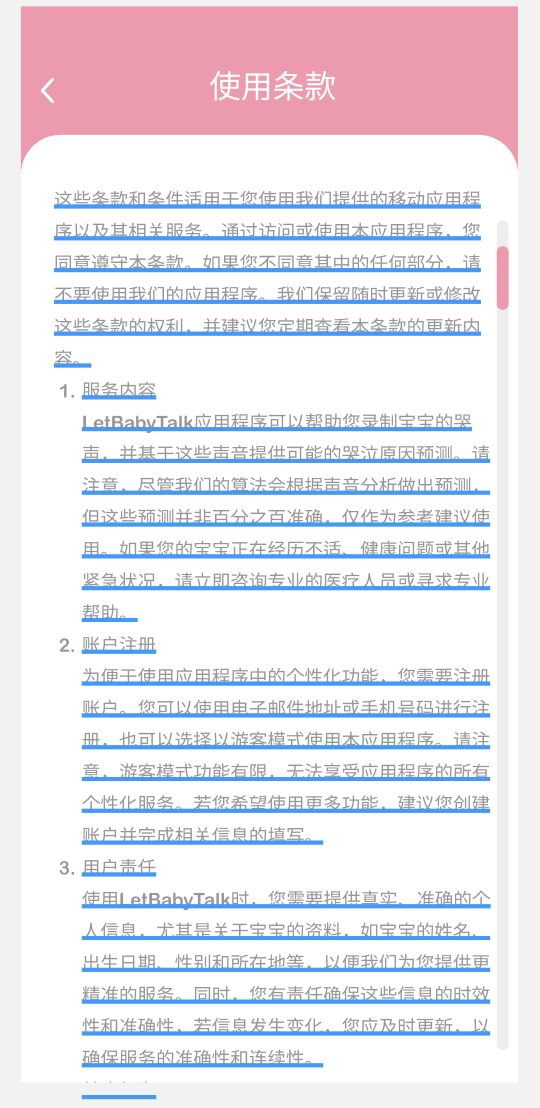 使用条款
这些条款和条件适用于您使用我们提供的移动应用程
序以及其相关服务。通过访问或使用本应用程序，您
同意遵守本条款。如果您不同意其中的任何部分，请
不要使用我们的应用程序。我们保留随时更新或修改
这些条款的权利，并建议您定期查看本条款的更新内
容。
1. 服务内容
LetBabyTalk应用程序可以帮助您录制宝宝的哭
声，并基于这些声音提供可能的哭泣原因预测。请
注意，尽管我们的算法会根据声音分析做出预测，
但这些预测并非百分之百准确，仅作为参考建议使
用。如果您的宝宝正在经历不适、健康问题或其他
紧急状况，请立即咨询专业的医疗人员或寻求专业
帮助。
2. 账户注册
为便于使用应用程序中的个性化功能，您需要注册
账户。您可以使用电子邮件地址或手机号码进行注
册，也可以选择以游客模式使用本应用程序。请注
意，游客模式功能有限，无法享受应用程序的所有
个性化服务。若您希望使用更多功能，建议您创建
账户并完成相关信息的填写。
3. 用户责任
使用LetBabyTalk时，您需要提供真实、准确的个
人信息，尤其是关于宝宝的资料，如宝宝的姓名、
出生日期、性别和所在地等，以便我们为您提供更
精准的服务。同时，您有责任确保这些信息的时效
性和准确性，若信息发生变化，您应及时更新，以
确保服务的准确性和连续性。